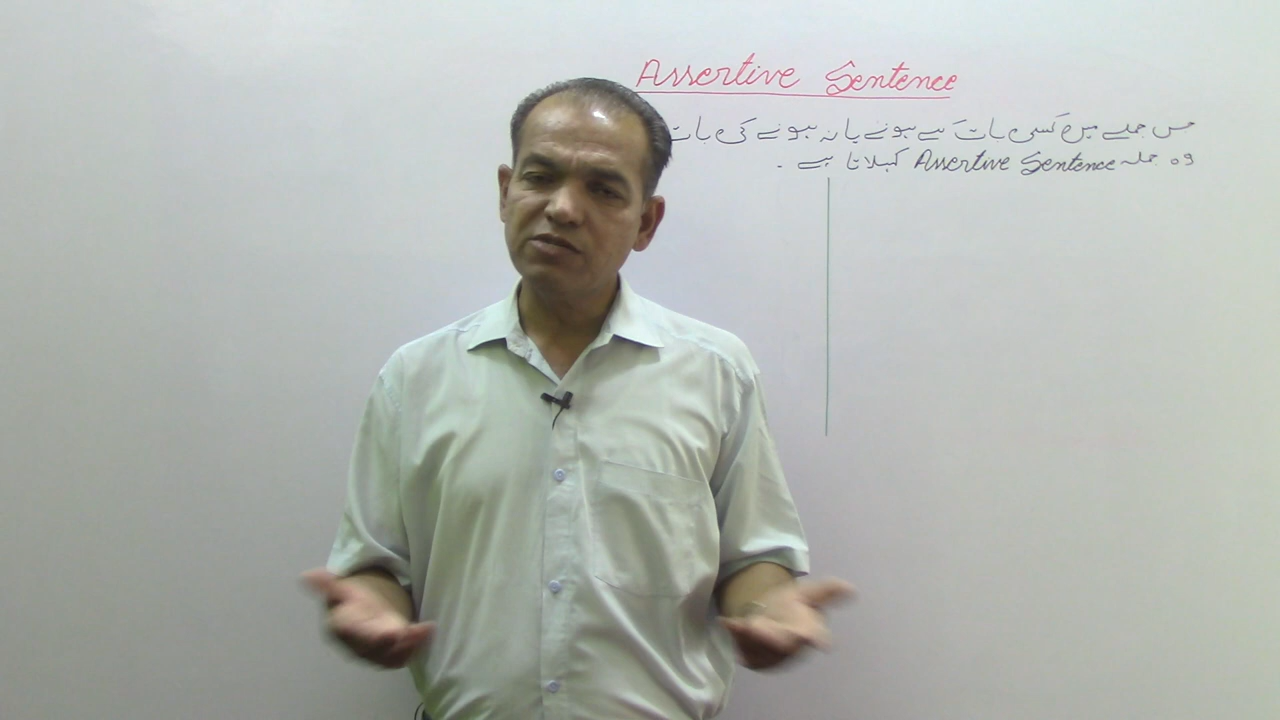 Assertive Sentence
جس جملے میں کسی بات کے ہونے یا نہ ہونے کی بات
وہ جملہ Assertive Sentence کہلاتا ہے ۔